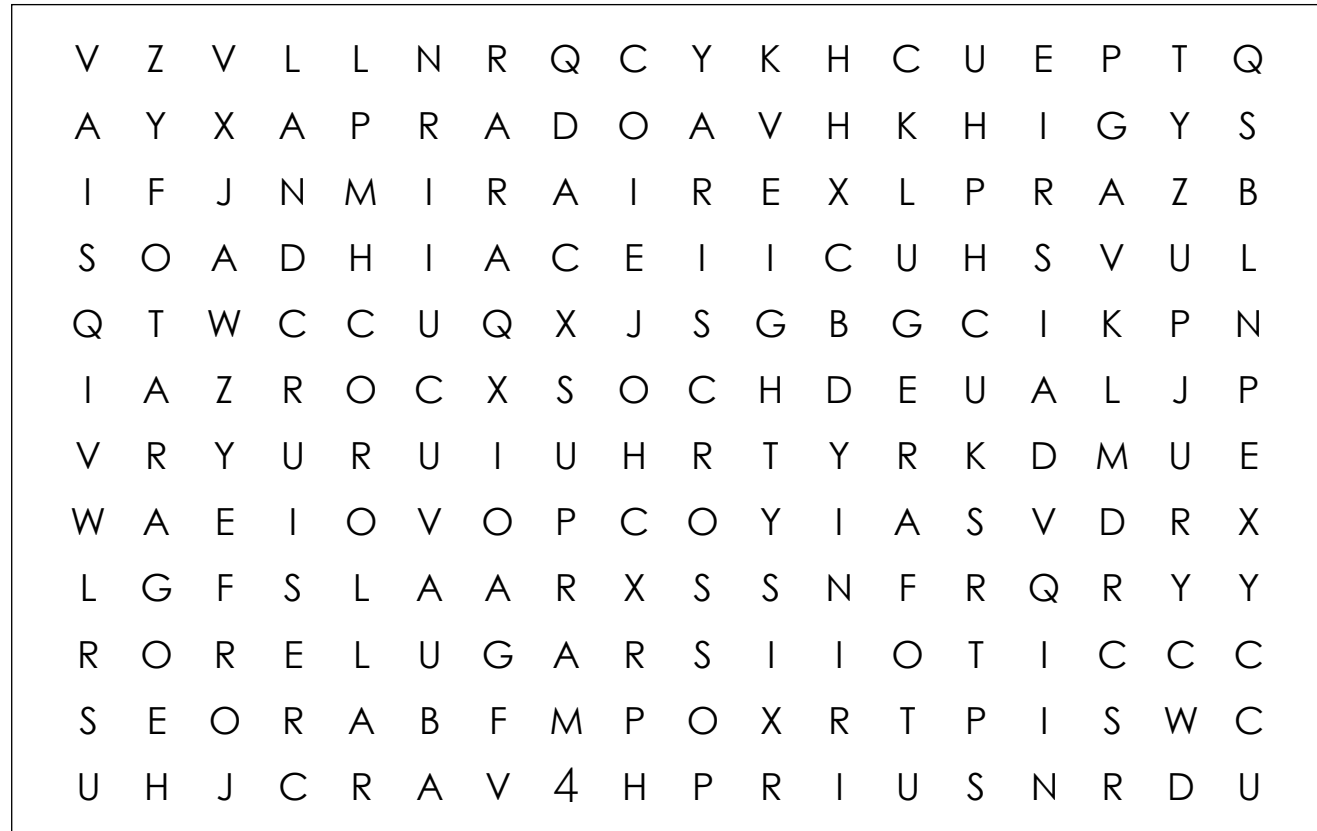 V Z V L L N R Q C Y K H C U E P T Q
A Y X A P R A D O A V H K H I G Y S
I F J N M I R A I R E X L P R A Z B
S O A D H I A C E I I C U H S V U L
Q T W C C U Q X J S G B G C I K P N
I A Z R O C X S O C H D E U A L J P
V R Y U R U I U H R T Y R K D M U E
W A E I O V O P C O Y I A S V D R X
L G F S L A A R X S S N F R Q R Y Y
R O R E L U G A R S I I O T I C C C
S E O R A B F M P O X R T P I S W C
U H J C R A V 4 H P R I U S N R D U